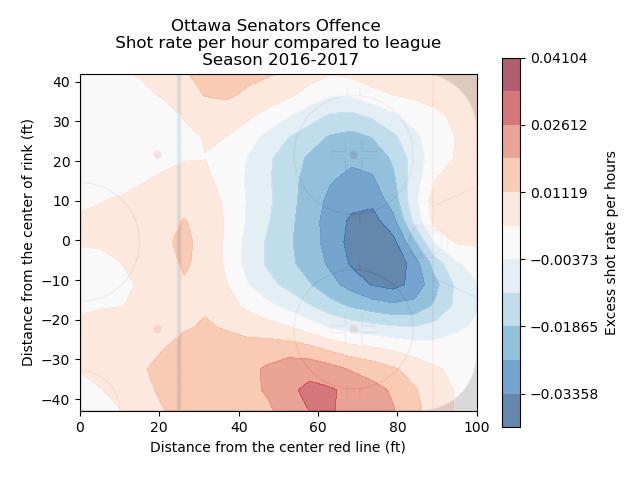 Ottawa Senators Offence
Shot rate per hour compared to league
Season 2016-2017
Distance from the center of rink (ft)
40
30
20
10
0
−10
−20
−30
−40
0 20 40 60 80 100
Distance from the center red line (ft)
0.04104
0.02612
0.01119
−0.00373
−0.01865
−0.03358
Excess shot rate per hours